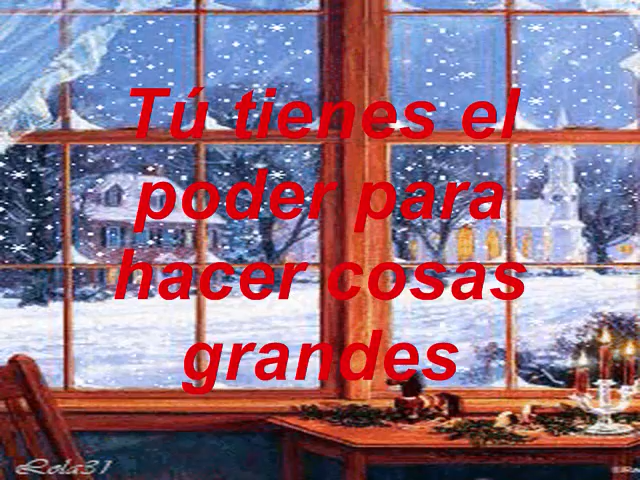 Tú tienes el
poder para
hacer cosas
grandes
Lola31